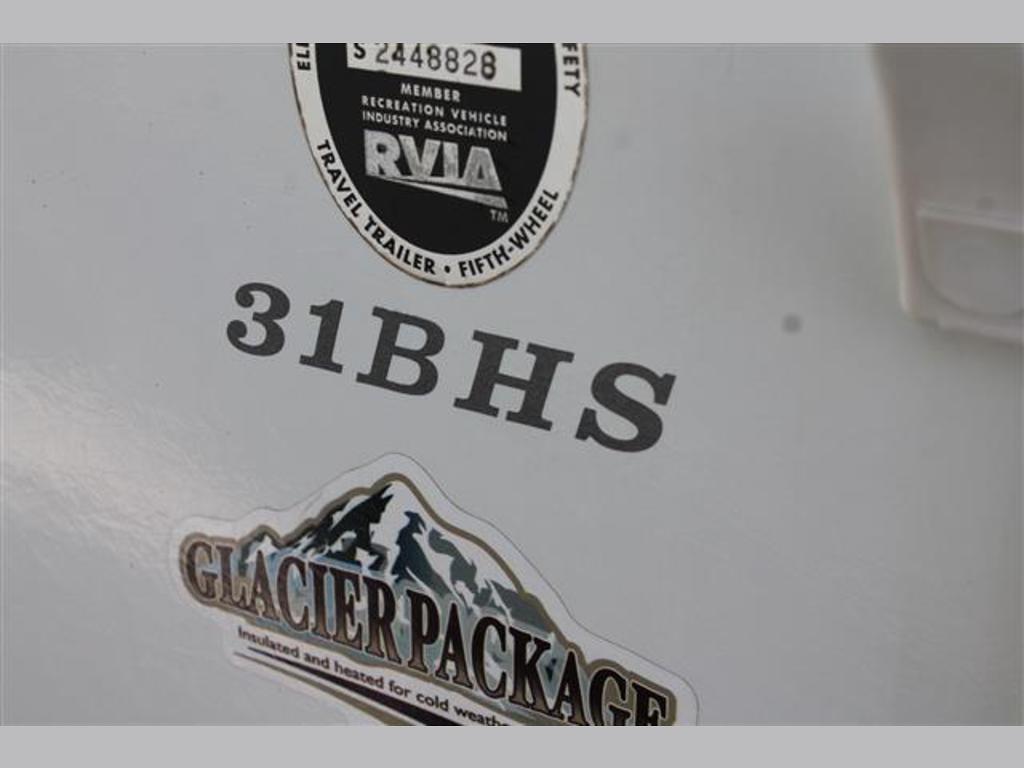 S 2448828
MEMBER
RECREATION VEHICLE
INDUSTRY ASSOCIATION
RVIA
TM
TRAVEL TRAILER • FIFTH-WHEEL
31BHS
GLACIER PACKAGE
Insulated and heated for cold